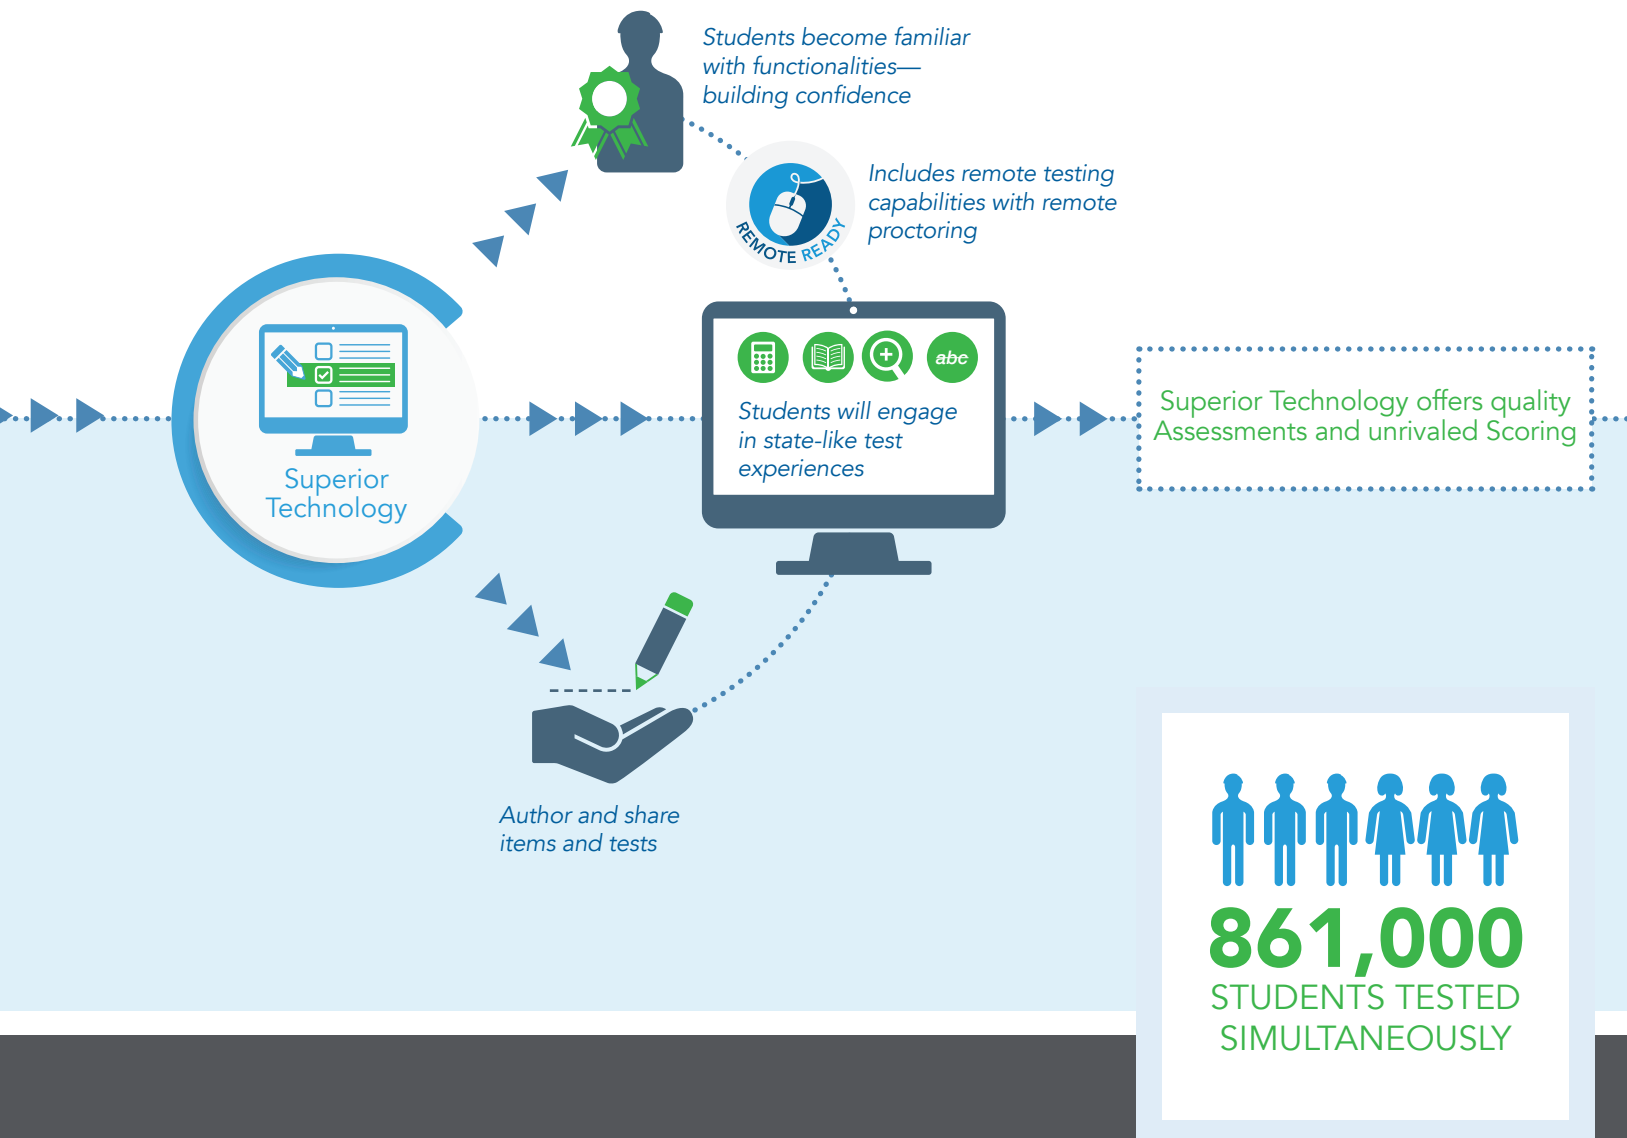 Students become familiar
with functionalities—
building confidence
Includes remote testing
capabilities with remote
proctoring
REMOTE READY
Superior
Technology
abc
Students will engage
in state-like test
experiences
Superior Technology offers quality
Assessments and unrivaled Scoring
Author and share
items and tests
861,000
STUDENTS TESTED
SIMULTANEOUSLY